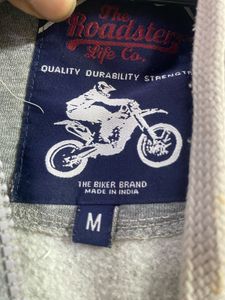 The
Roadster
Life Co.
QUALITY DURABILITY STRENGTH
THE BIKER BRAND
MADE IN INDIA
M